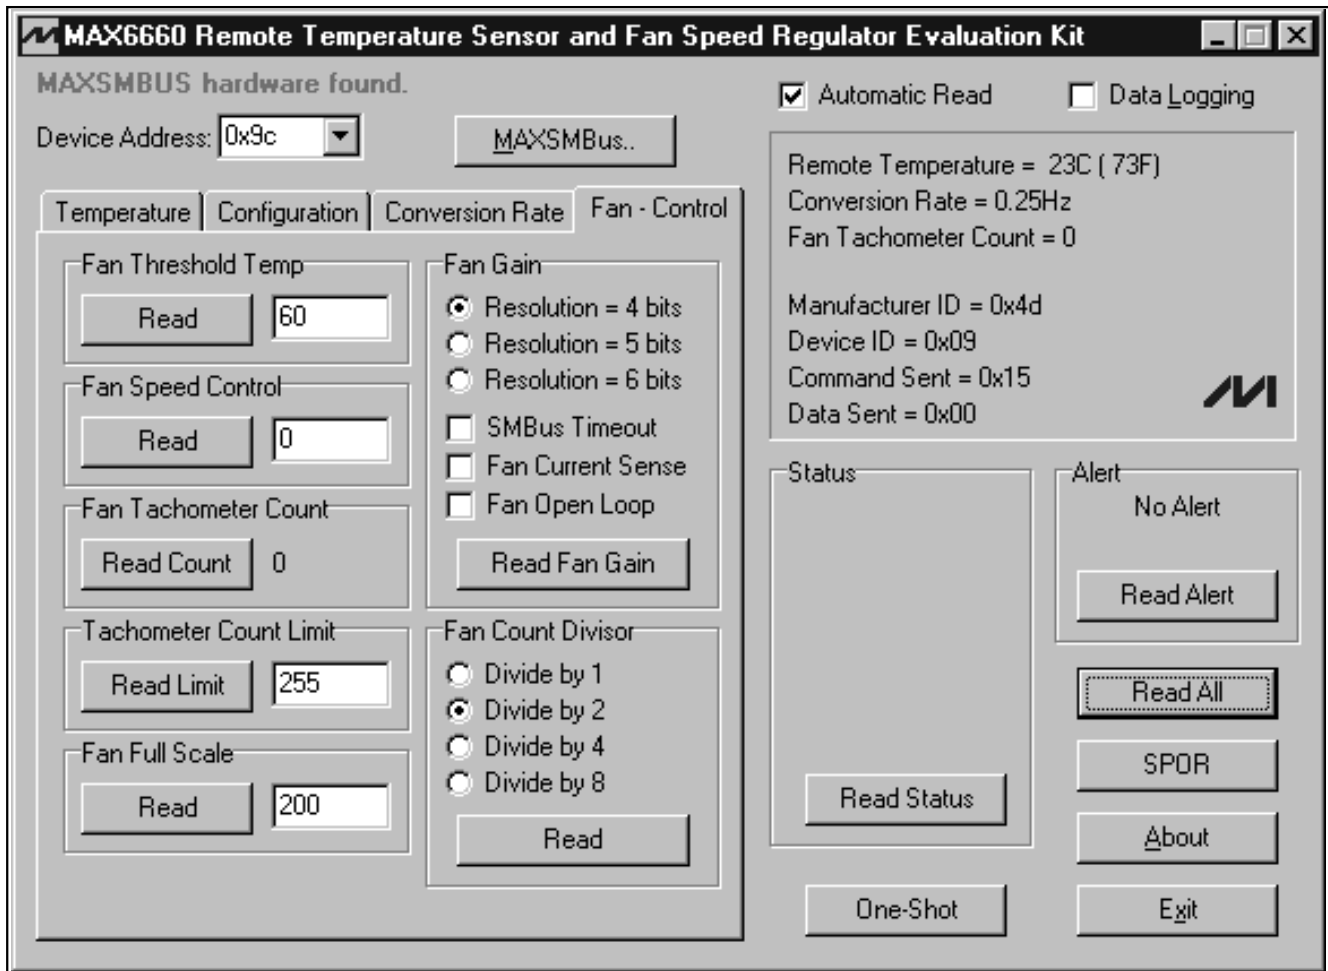 MAX6660 Remote Temperature Sensor and Fan Speed Regulator Evaluation Kit
MAXSMBUS hardware found.
Device Address: 0x9c
MAXSMBus..
Automatic Read
Data Logging
Temperature
Configuration
Conversion Rate
Fan - Control
Fan Threshold Temp
Read
60
Fan Speed Control
Read
0
Fan Tachometer Count
Read Count
0
Tachometer Count Limit
Read Limit
255
Fan Full Scale
Read
200
Fan Gain
Resolution = 4 bits
Resolution = 5 bits
Resolution = 6 bits
SMBus Timeout
Fan Current Sense
Fan Open Loop
Read Fan Gain
Fan Count Divisor
Divide by 1
Divide by 2
Divide by 4
Divide by 8
Read
Remote Temperature = 23C ( 73F)
Conversion Rate = 0.25Hz
Fan Tachometer Count = 0
Manufacturer ID = 0x4d
Device ID = 0x09
Command Sent = 0x15
Data Sent = 0x00
Status
Read Status
One-Shot
Alert
No Alert
Read Alert
Read All
SPOR
About
Exit